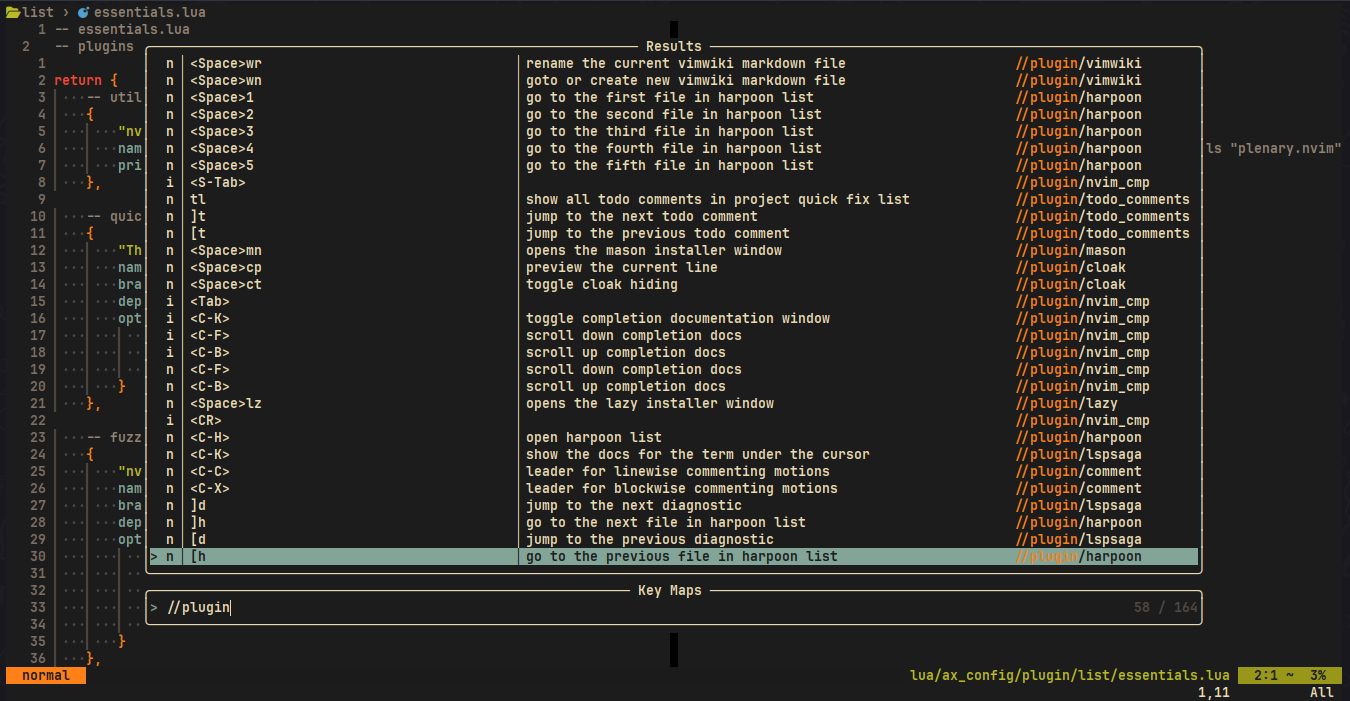 list › essentials.lua
1 -- essentials.lua
2 -- plugins
Results
1 n <Space>wr rename the current vimwiki markdown file //plugin/vimwiki
2 return { n <Space>wn goto or create new vimwiki markdown file //plugin/vimwiki
3 -- util n <Space>1 go to the first file in harpoon list //plugin/harpoon
4 { n <Space>2 go to the second file in harpoon list //plugin/harpoon
5 "nv n <Space>3 go to the third file in harpoon list //plugin/harpoon
6 nam n <Space>4 go to the fourth file in harpoon list //plugin/harpoon ls "plenary.nvim"
7 pri n <Space>5 go to the fifth file in harpoon list //plugin/harpoon
8 }, i <S-Tab> //plugin/nvim_cmp
9 n tl show all todo comments in project quick fix list //plugin/todo_comments
10 -- quic n ]t jump to the next todo comment //plugin/todo_comments
11 { n [t jump to the previous todo comment //plugin/todo_comments
12 "Th n <Space>mn opens the mason installer window //plugin/mason
13 nam n <Space>cp preview the current line //plugin/cloak
14 bra n <Space>ct toggle cloak hiding //plugin/cloak
15 dep i <Tab> //plugin/nvim_cmp
16 opt i <C-K> toggle completion documentation window //plugin/nvim_cmp
17 i <C-F> scroll down completion docs //plugin/nvim_cmp
18 i <C-B> scroll up completion docs //plugin/nvim_cmp
19 n <C-F> scroll down completion docs //plugin/nvim_cmp
20 } n <C-B> scroll up completion docs //plugin/nvim_cmp
21 }, n <Space>lz opens the lazy installer window //plugin/lazy
22 i <CR> //plugin/nvim_cmp
23 -- fuzz n <C-H> open harpoon list //plugin/harpoon
24 { n <C-K> show the docs for the term under the cursor //plugin/lspsaga
25 "nv n <C-C> leader for linewise commenting motions //plugin/comment
26 nam n <C-X> leader for blockwise commenting motions //plugin/comment
27 bra n ]d jump to the next diagnostic //plugin/lspsaga
28 dep n ]h go to the next file in harpoon list //plugin/harpoon
29 opt n [d jump to the previous diagnostic //plugin/lspsaga
30 > n [h go to the previous file in harpoon list //plugin/harpoon
31
32 Key Maps
33 > //plugin 58 / 164
34
35 }
36 },
normal lua/ax_config/plugin/list/essentials.lua 2:1 ~ 3%
1,11 All